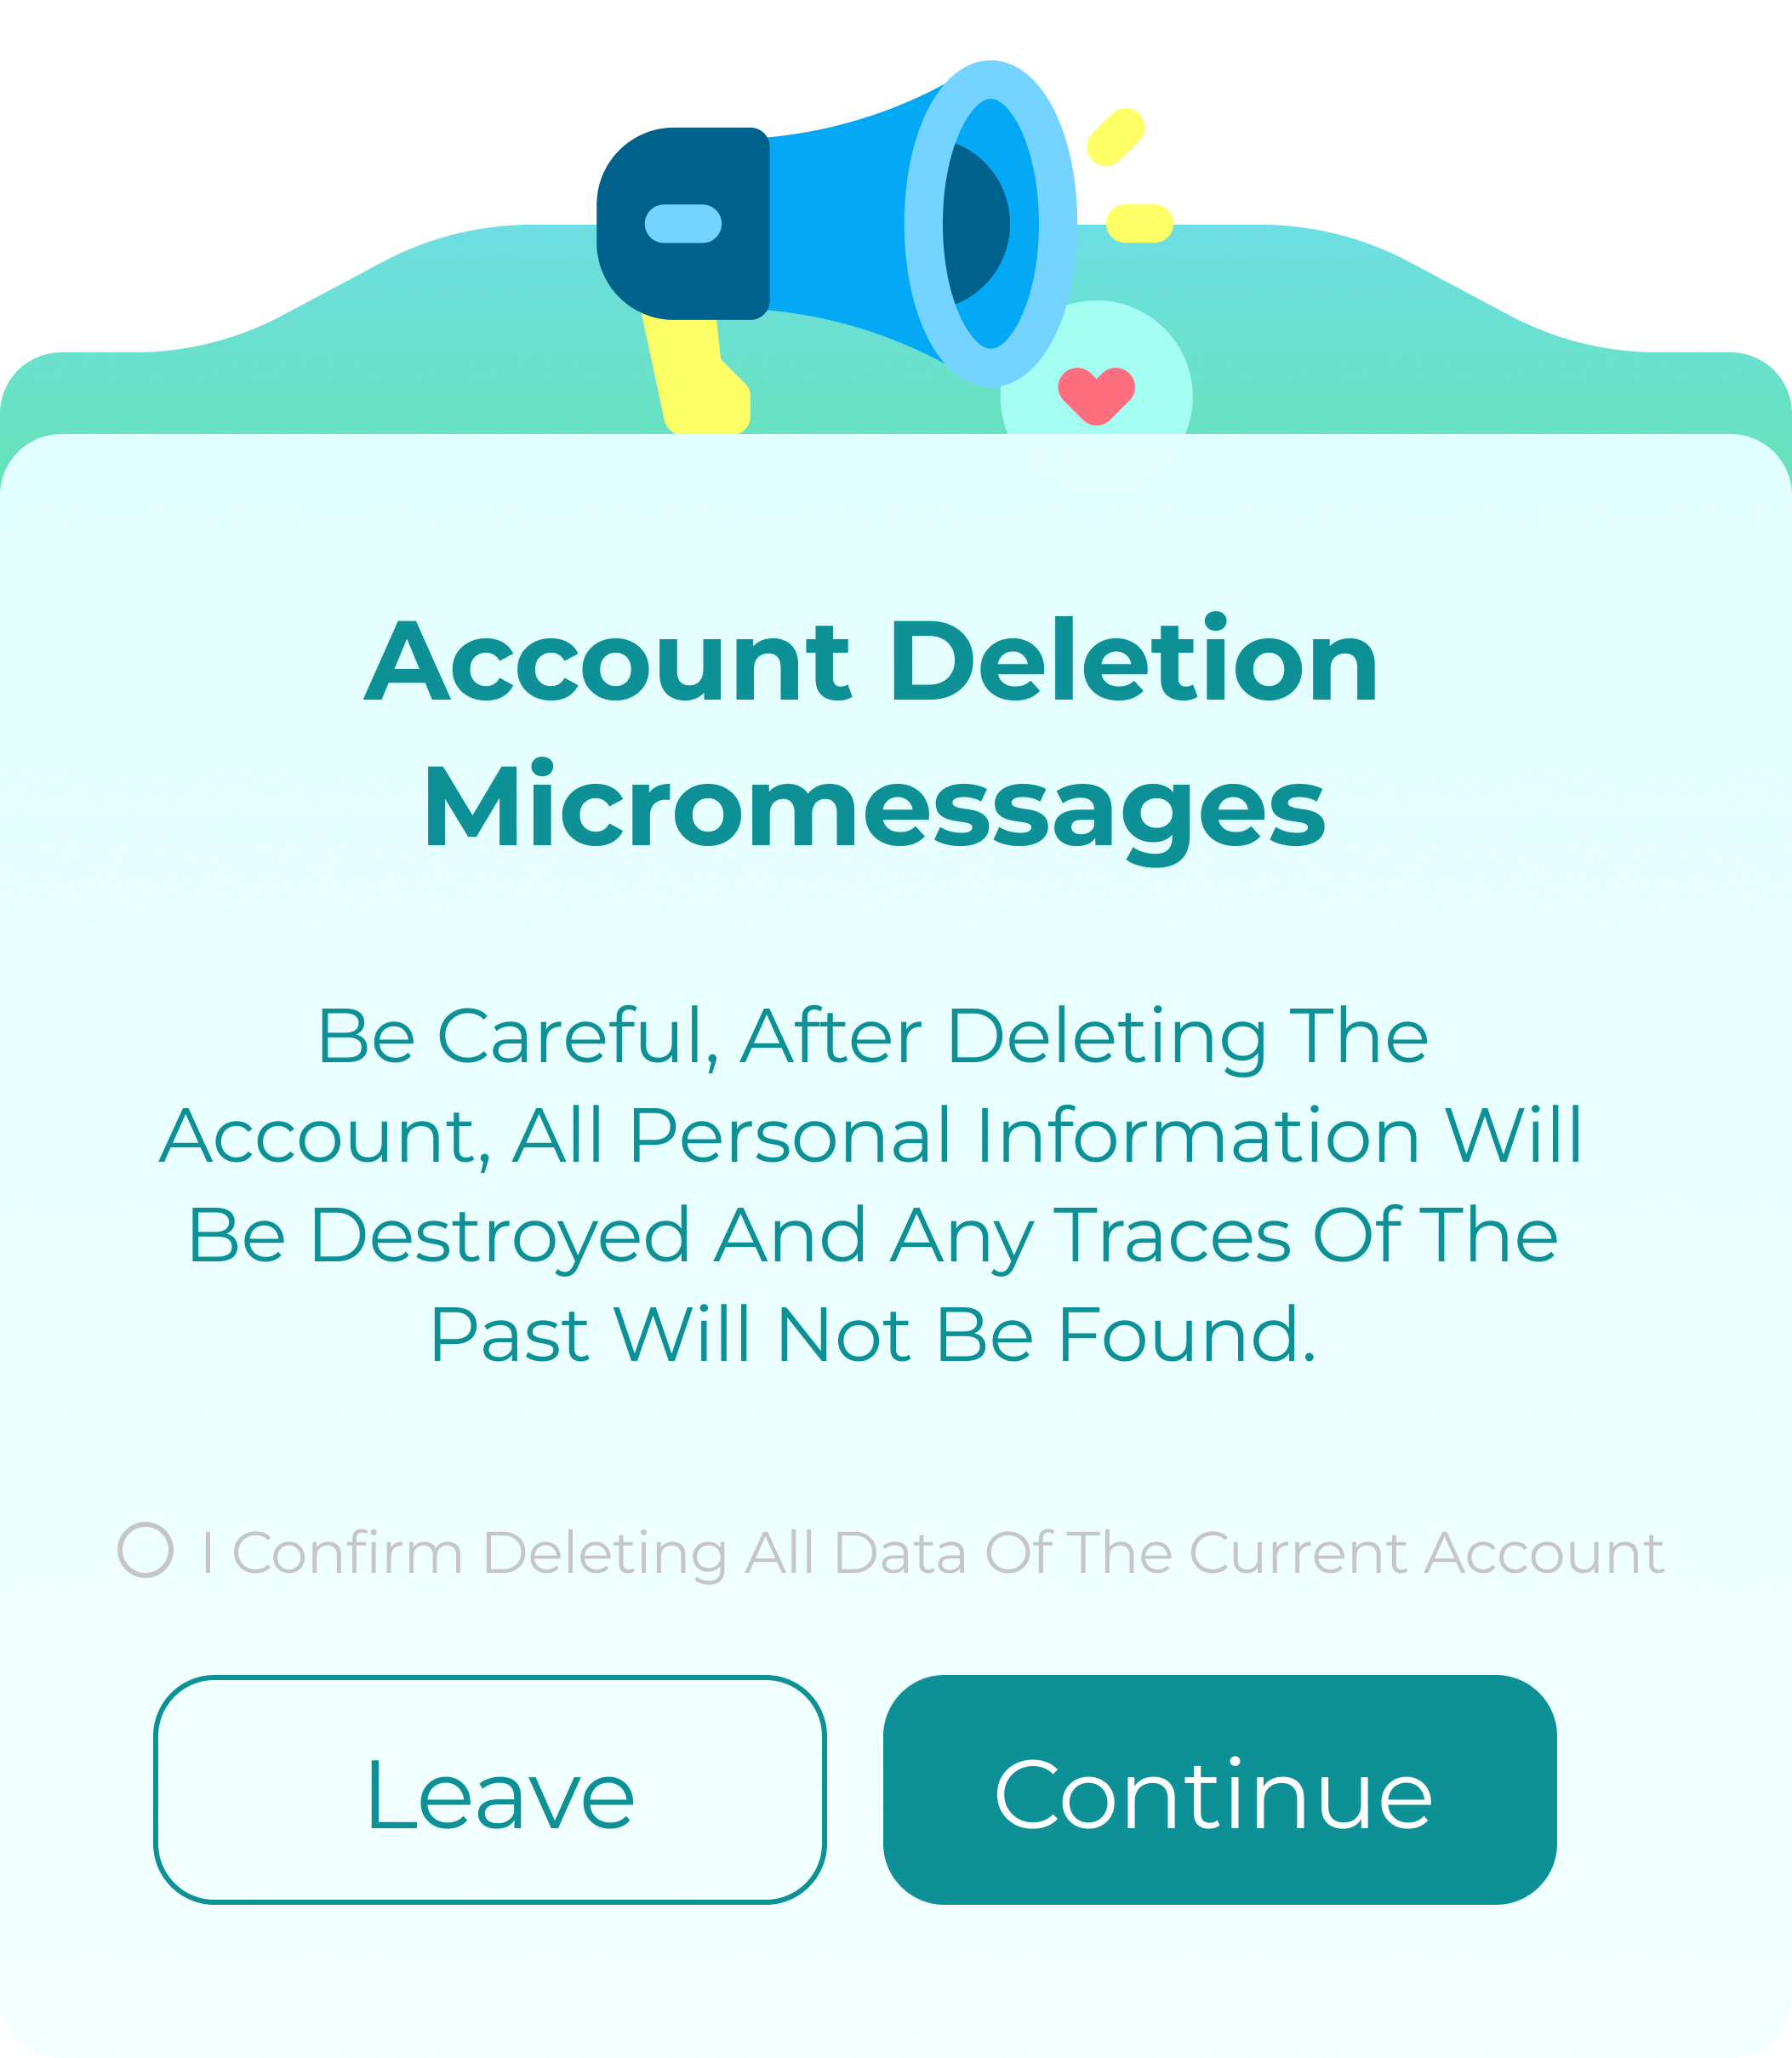 Account Deletion
Micromessages
Be Careful, After Deleting The
Account, All Personal Information Will
Be Destroyed And Any Traces Of The
Past Will Not Be Found.
I Confirm Deleting All Data Of The Current Account
Leave
Continue